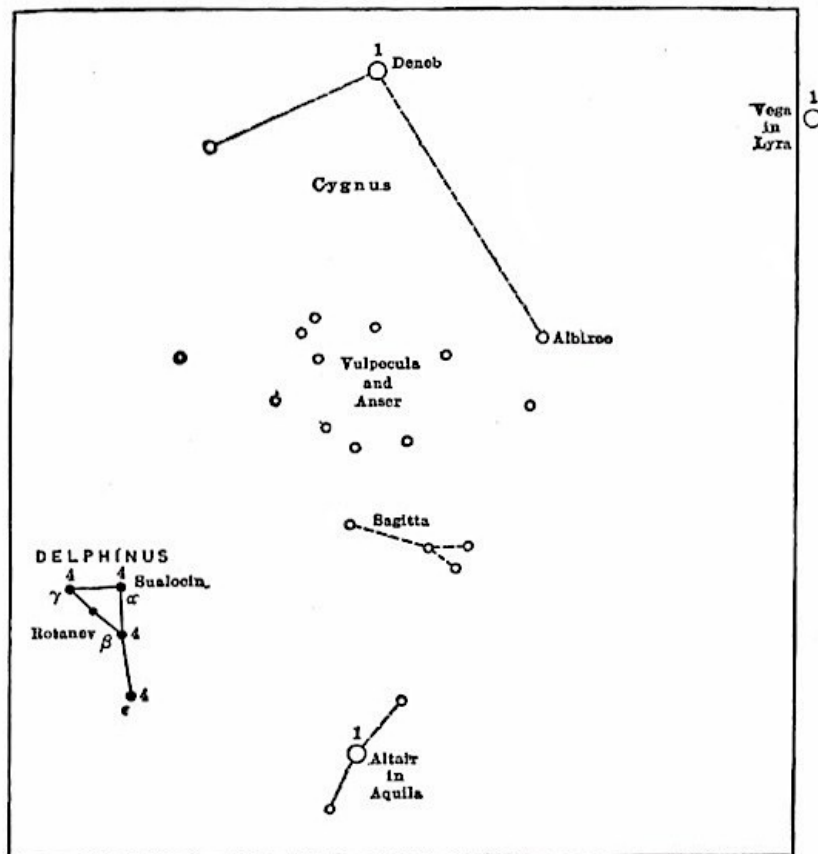 1
Deneb
1
Vega
in
Lyra
Cygnus
Albireo
Vulpecula
and
Anser
Sagitta
DELPHINUS
4
4
Sualocin
γ
α
Rotanev
β
4
4
ε
1
Altair
in
Aquila